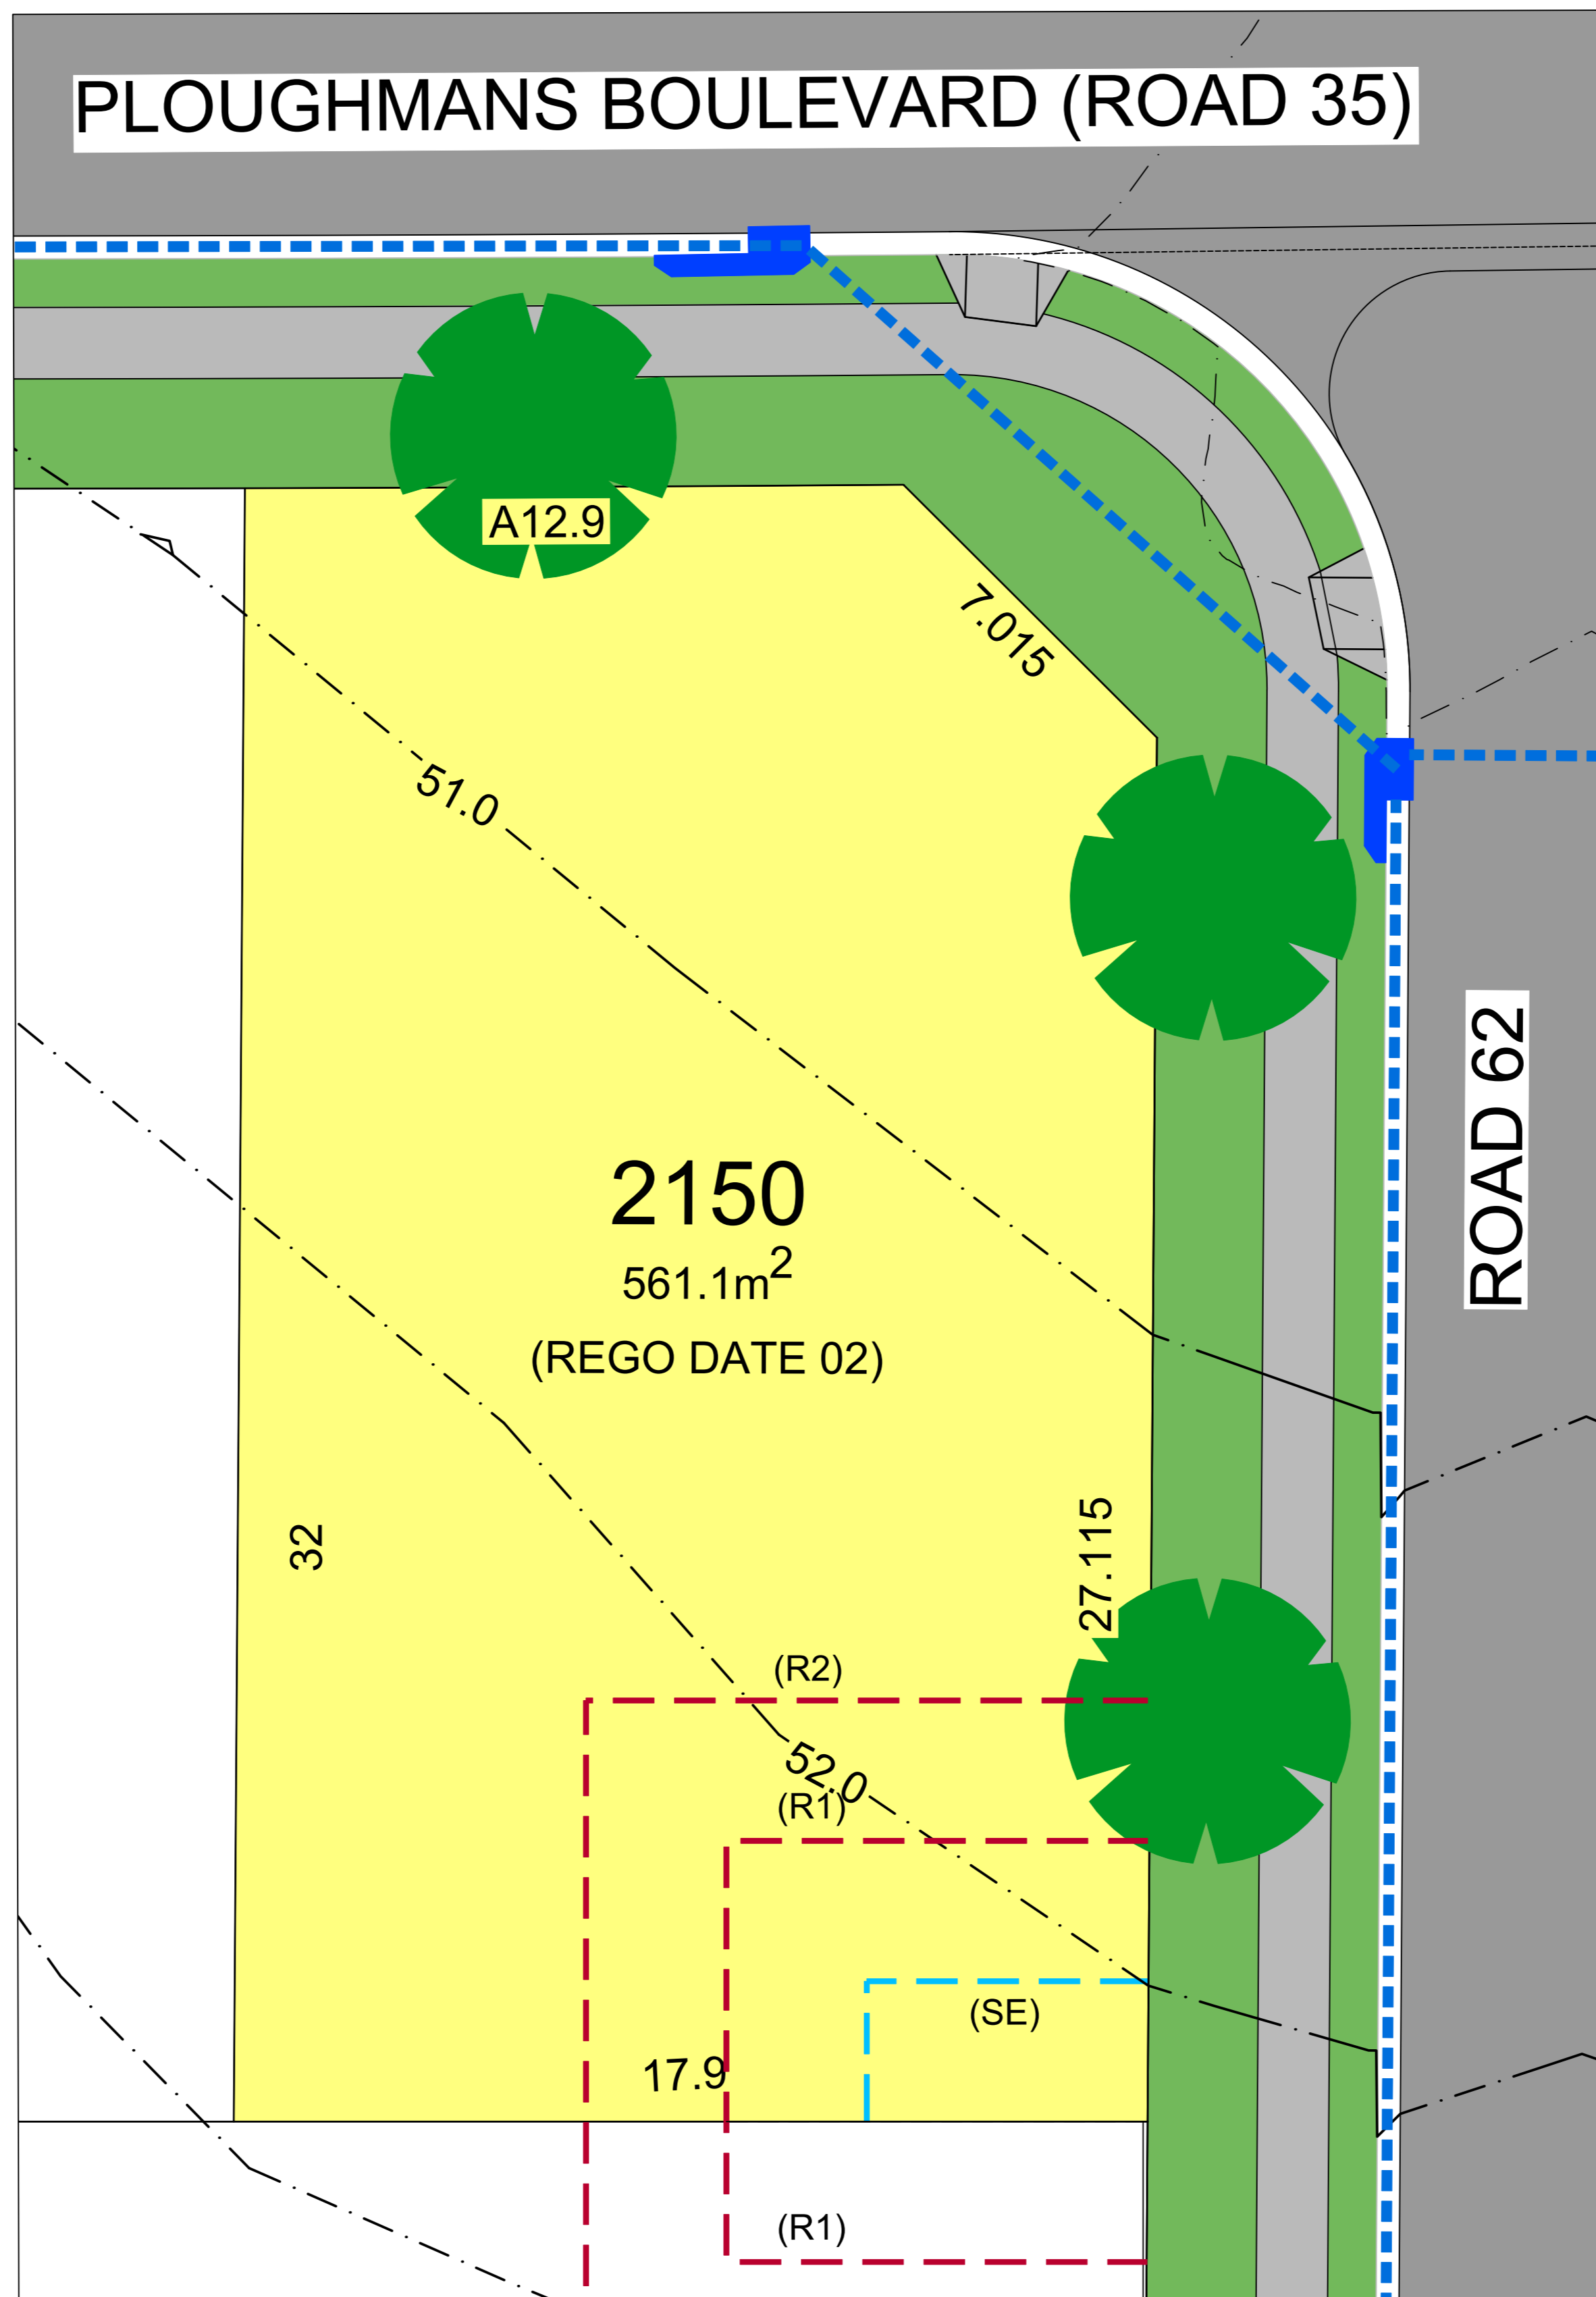 PLOUGHMANS BOULEVARD (ROAD 35)
A12.9
7.015
51.0
ROAD 62
2150
561.1m²
(REGO DATE 02)
32
27.115
(R2)
52.0
(R1)
(SE)
17.9
(R1)